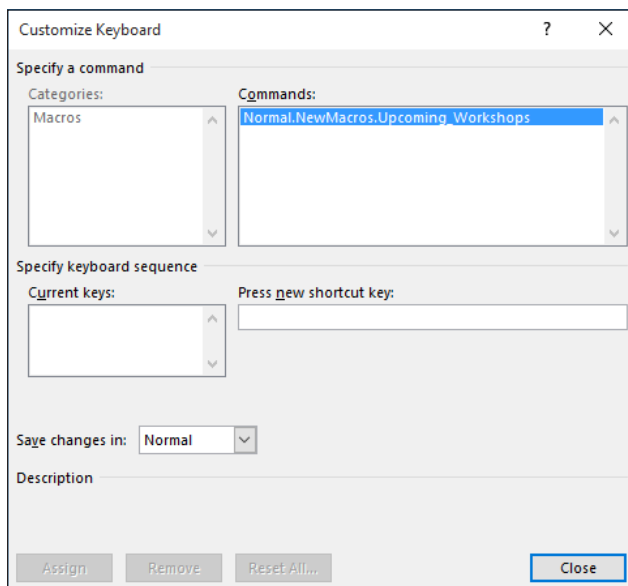 Customize Keyboard ?
Specify a command
Categories: Commands:
Macros Normal.NewMacros.Upcoming_Workshops
Specify keyboard sequence
Current keys: Press new shortcut key:
Save changes in: Normal
Description
Assign Remove Reset All... Close